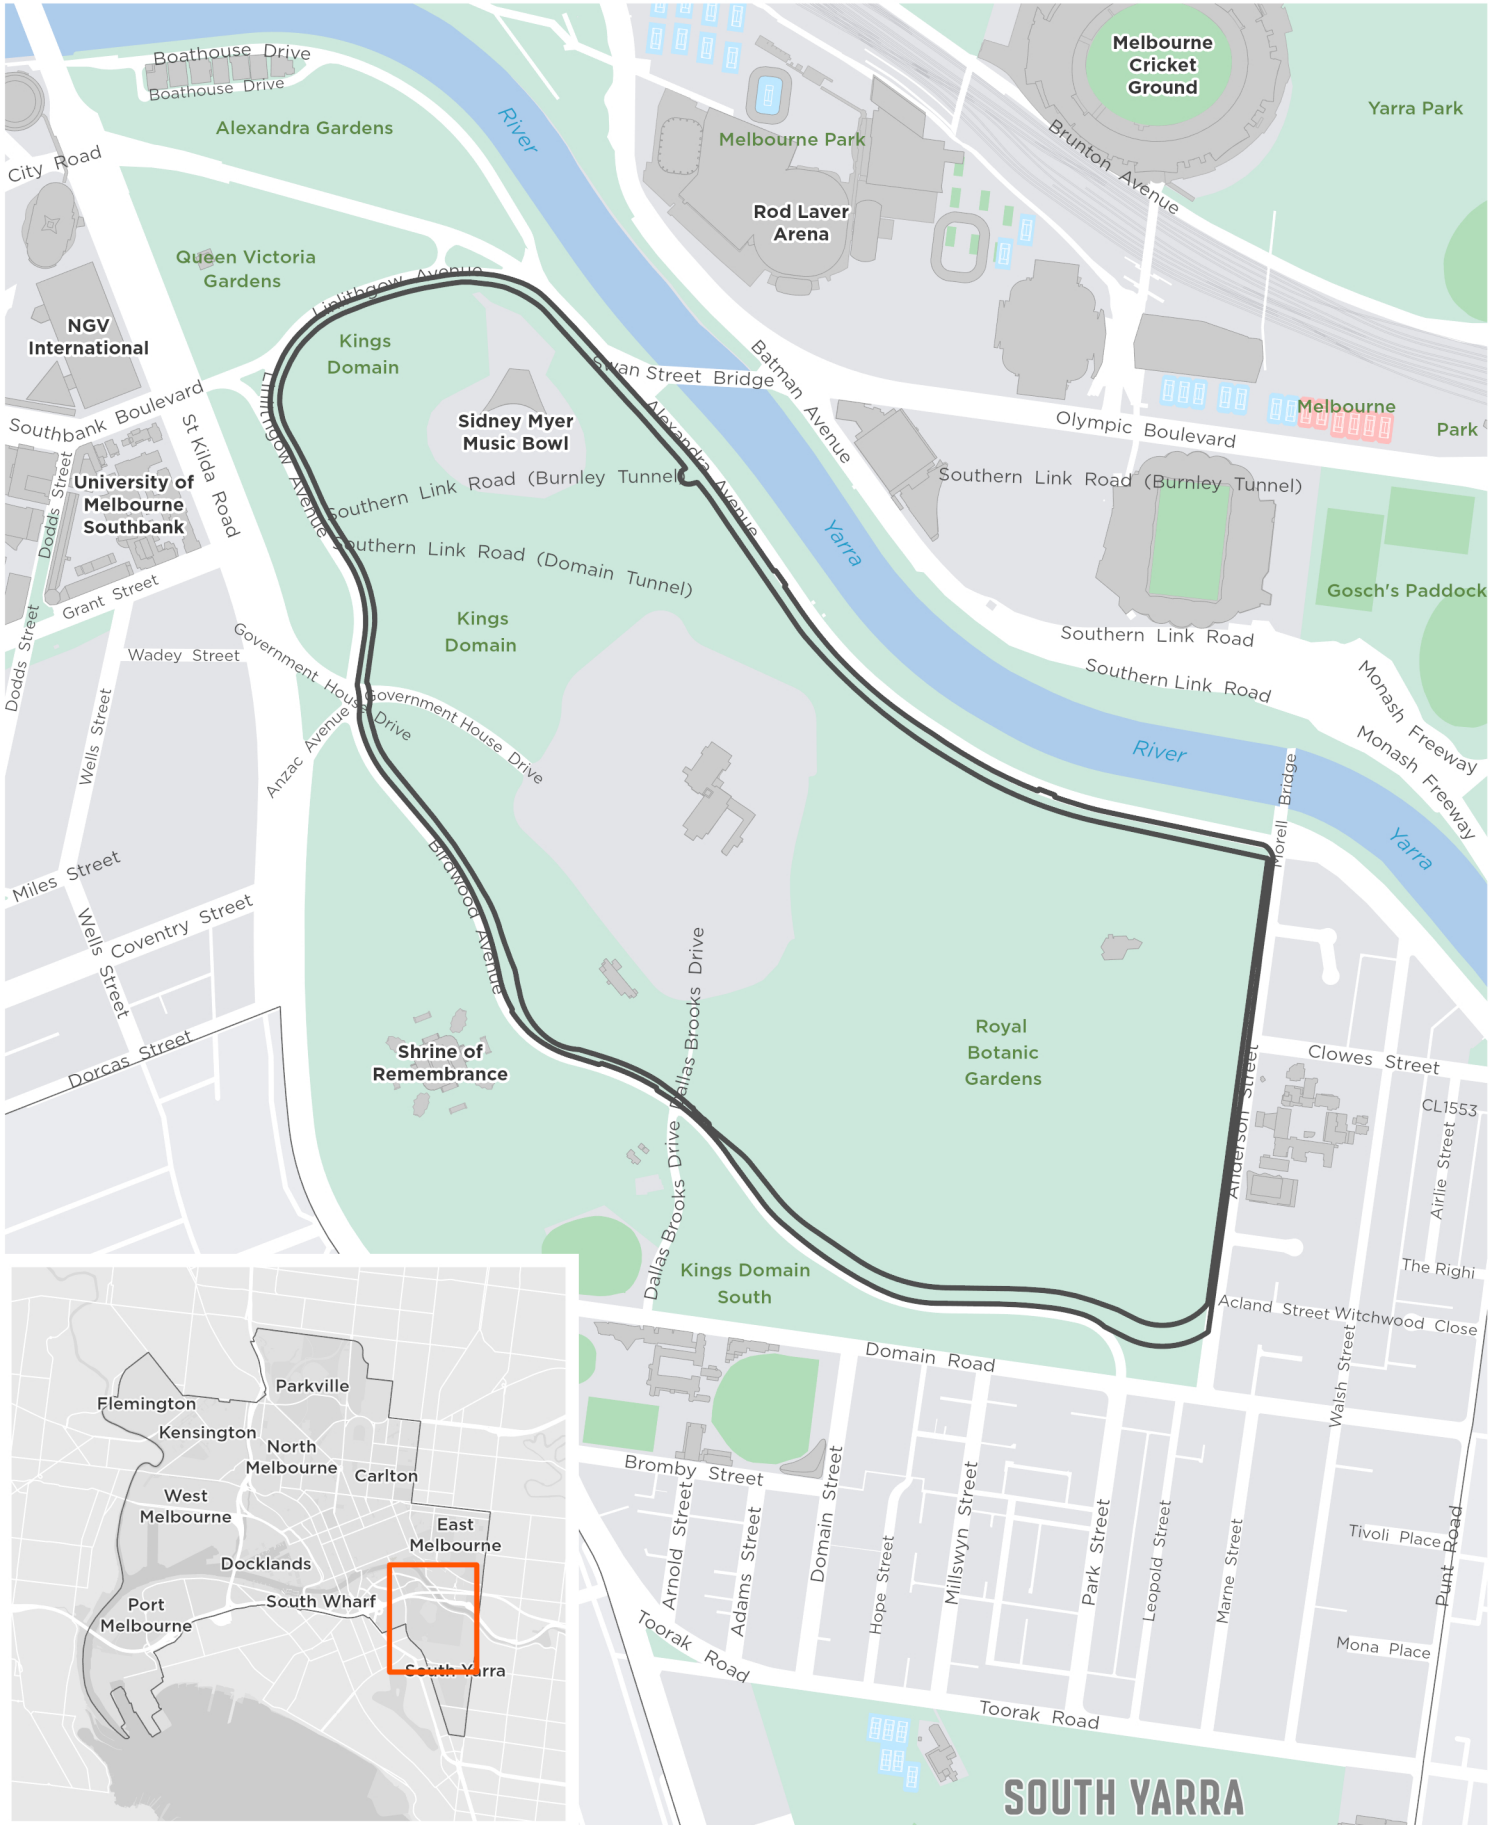 Boathouse Drive
Boathouse Drive
Alexandra Gardens
River
Melbourne
Cricket
Ground
Yarra Park
Melbourne Park
Brunton Avenue
City Road
Rod Laver
Arena
Queen Victoria
Gardens
Linlithgow Avenue
NGV
International
Kings
Domain
Swan Street Bridge
Batman Avenue
Linlithgow Avenue
Southbank Boulevard
St Kilda Road
Sidney Myer
Music Bowl
Alexandra Avenue
Olympic Boulevard
Melbourne
Park
University of
Melbourne
Southbank
Dodds Street
Southern Link Road (Burnley Tunnel)
Southern Link Road (Burnley Tunnel)
Southern Link Road (Domain Tunnel)
Yarra
Grant Street
Gosch's Paddock
Dodds Street
Kings
Domain
Southern Link Road
Southern Link Road
Wadey Street
Government House Drive
Government House Drive
Anzac Avenue
Wells Street
Monash Freeway
Monash Freeway
River
Morell Bridge
Yarra
Birdwood Avenue
Miles Street
Coventry Street
Wells Street
Dallas Brooks Drive
Dorcas Street
Shrine of
Remembrance
Royal
Botanic
Gardens
Clowes Street
CL1553
Anderson Street
Airlie Street
Dallas Brooks Drive
Kings Domain
South
The Righi
Acland Street
Witchwood Close
Domain Road
Walsh Street
Bromby Street
Arnold Street
Adams Street
Domain Street
Hope Street
Millswyn Street
Park Street
Leopold Street
Marne Street
Tivoli Place
Punt Road
Mona Place
Toorak Road
Toorak Road
SOUTH YARRA
Flemington
Parkville
Kensington
North
Melbourne
Carlton
West
Melbourne
East
Melbourne
Docklands
South Wharf
Port
Melbourne
South Yarra